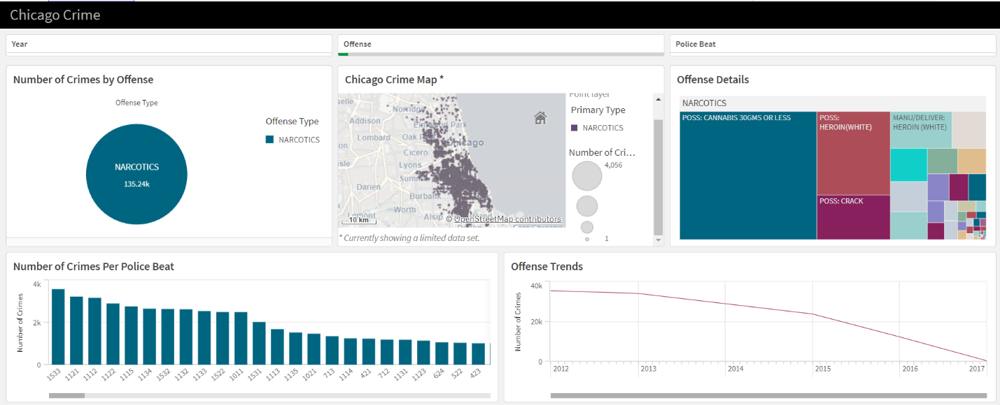 Chicago Crime
Year
Offense
Police Beat
Number of Crimes by Offense
Offense Type
Offense Type
NARCOTICS
NARCOTICS
135.24k
Chicago Crime Map *
Norridge
Addison
Elmwood Park
Lombard
Oak
Chicago
Cicero
Lyons
Darien
Burbank
Worth
Lemont
Alsip
10 km
© OpenStreetMap contributors
Point layer
Primary Type
NARCOTICS
Number of Cri...
4,056
1
* Currently showing a limited data set.
Offense Details
NARCOTICS
POSS: CANNABIS 30GMS OR LESS
POSS:
HEROIN(WHITE)
MANU/DELIVER:
HEROIN (WHITE)
POSS: CRACK
Number of Crimes Per Police Beat
Number of Crimes
4k
2k
0
1533 1121 1112 1122 1115 1134 1532 1132 1133 1522 1011 1531 1113 1135 1021 713 1114 421 712 1131 1123 624 522 423
Offense Trends
Number of Crimes
40k
20k
0
2012 2013 2014 2015 2016 2017